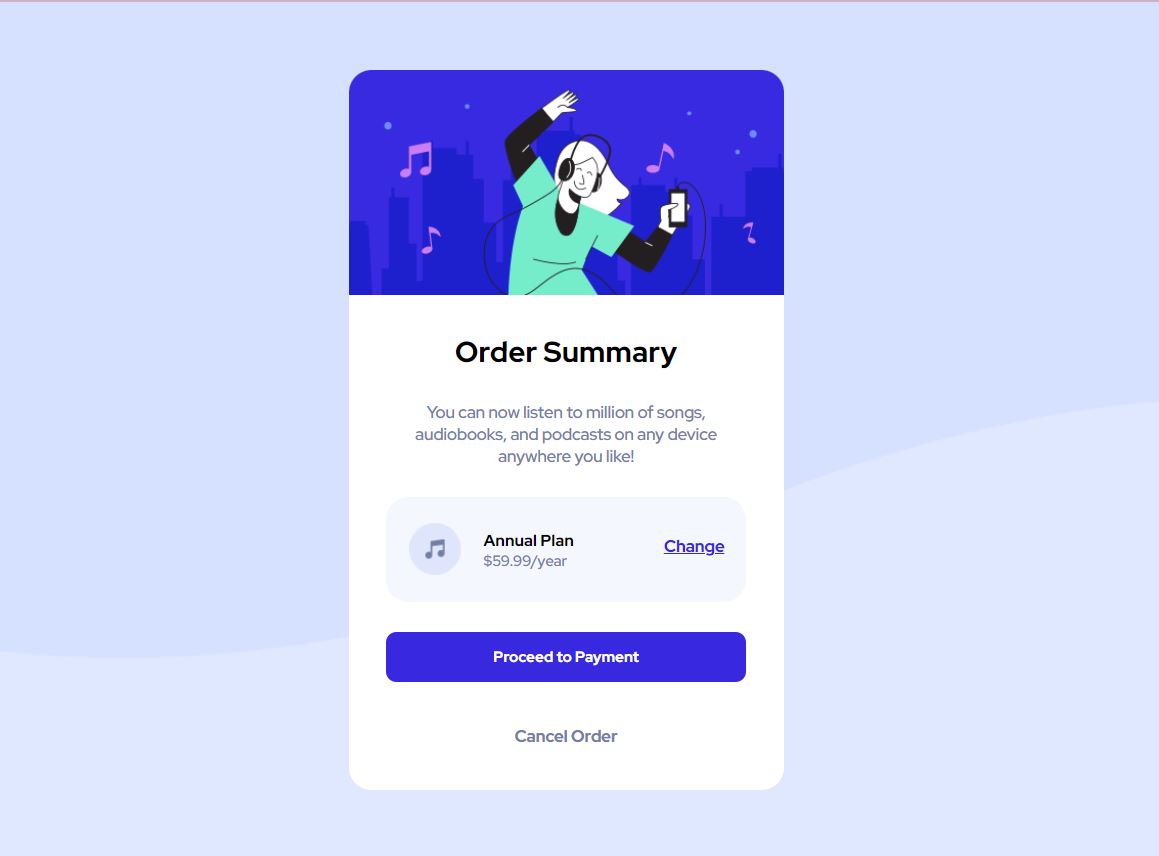 Order Summary
You can now listen to million of songs,
audiobooks, and podcasts on any device
anywhere you like!
Annual Plan
$59.99/year
Change
Proceed to Payment
Cancel Order